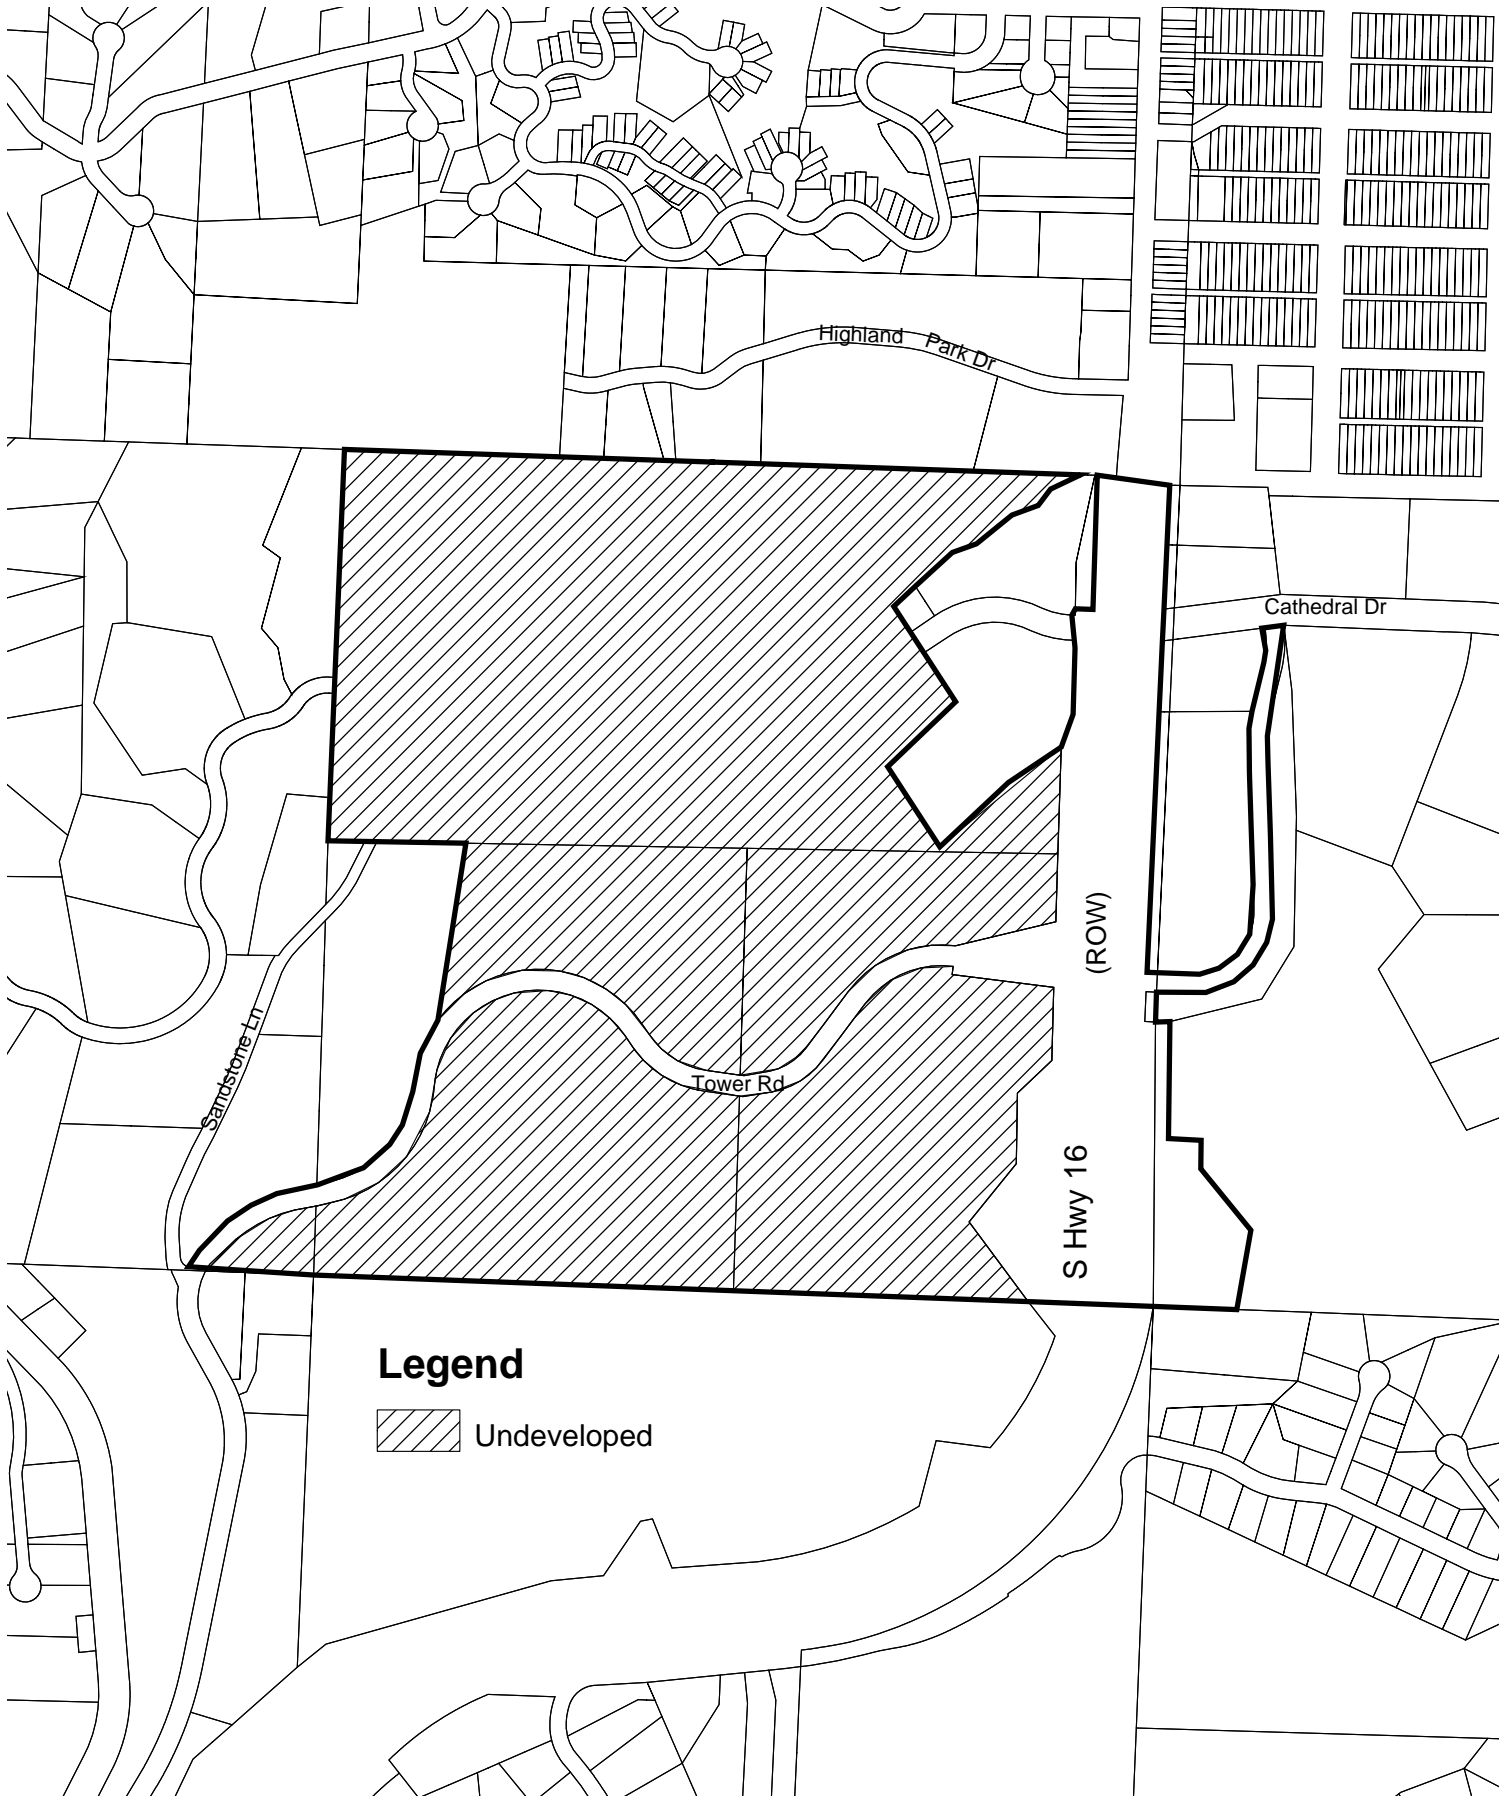 Highland Park Dr
Cathedral Dr
(ROW)
Sandstone Ln
Tower Rd
S Hwy 16
Legend
Undeveloped